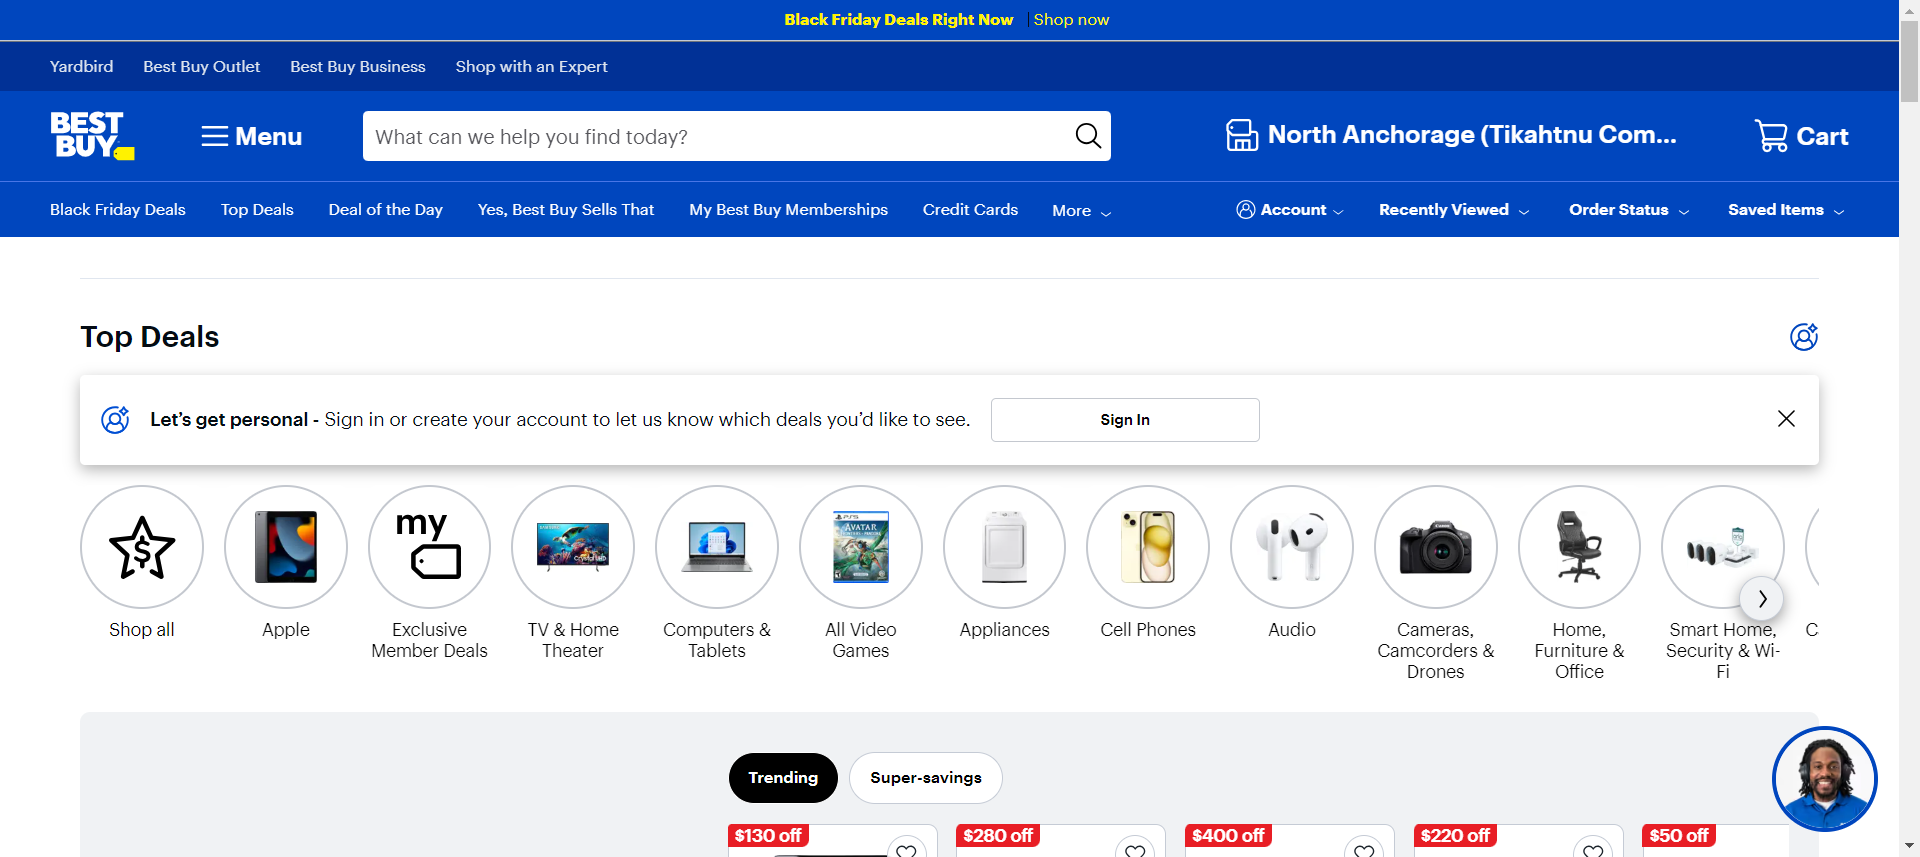 Black Friday Deals Right Now | Shop now
Yardbird Best Buy Outlet Best Buy Business Shop with an Expert
BEST BUY
Menu
What can we help you find today?
North Anchorage (Tikahtnu Com...
Cart
Black Friday Deals Top Deals Deal of the Day Yes, Best Buy Sells That My Best Buy Memberships Credit Cards More Account Recently Viewed Order Status Saved Items
Top Deals
Let's get personal - Sign in or create your account to let us know which deals you'd like to see.
Sign In
my
AVATAR
Shop all
Apple
Exclusive
Member Deals
TV & Home
Theater
Computers &
Tablets
All Video
Games
Appliances
Cell Phones
Audio
Cameras,
Camcorders &
Drones
Home,
Furniture &
Office
Smart Home,
Security & Wi-
Fi
C
Trending
Super-savings
$130 off
$280 off
$400 off
$220 off
$50 off